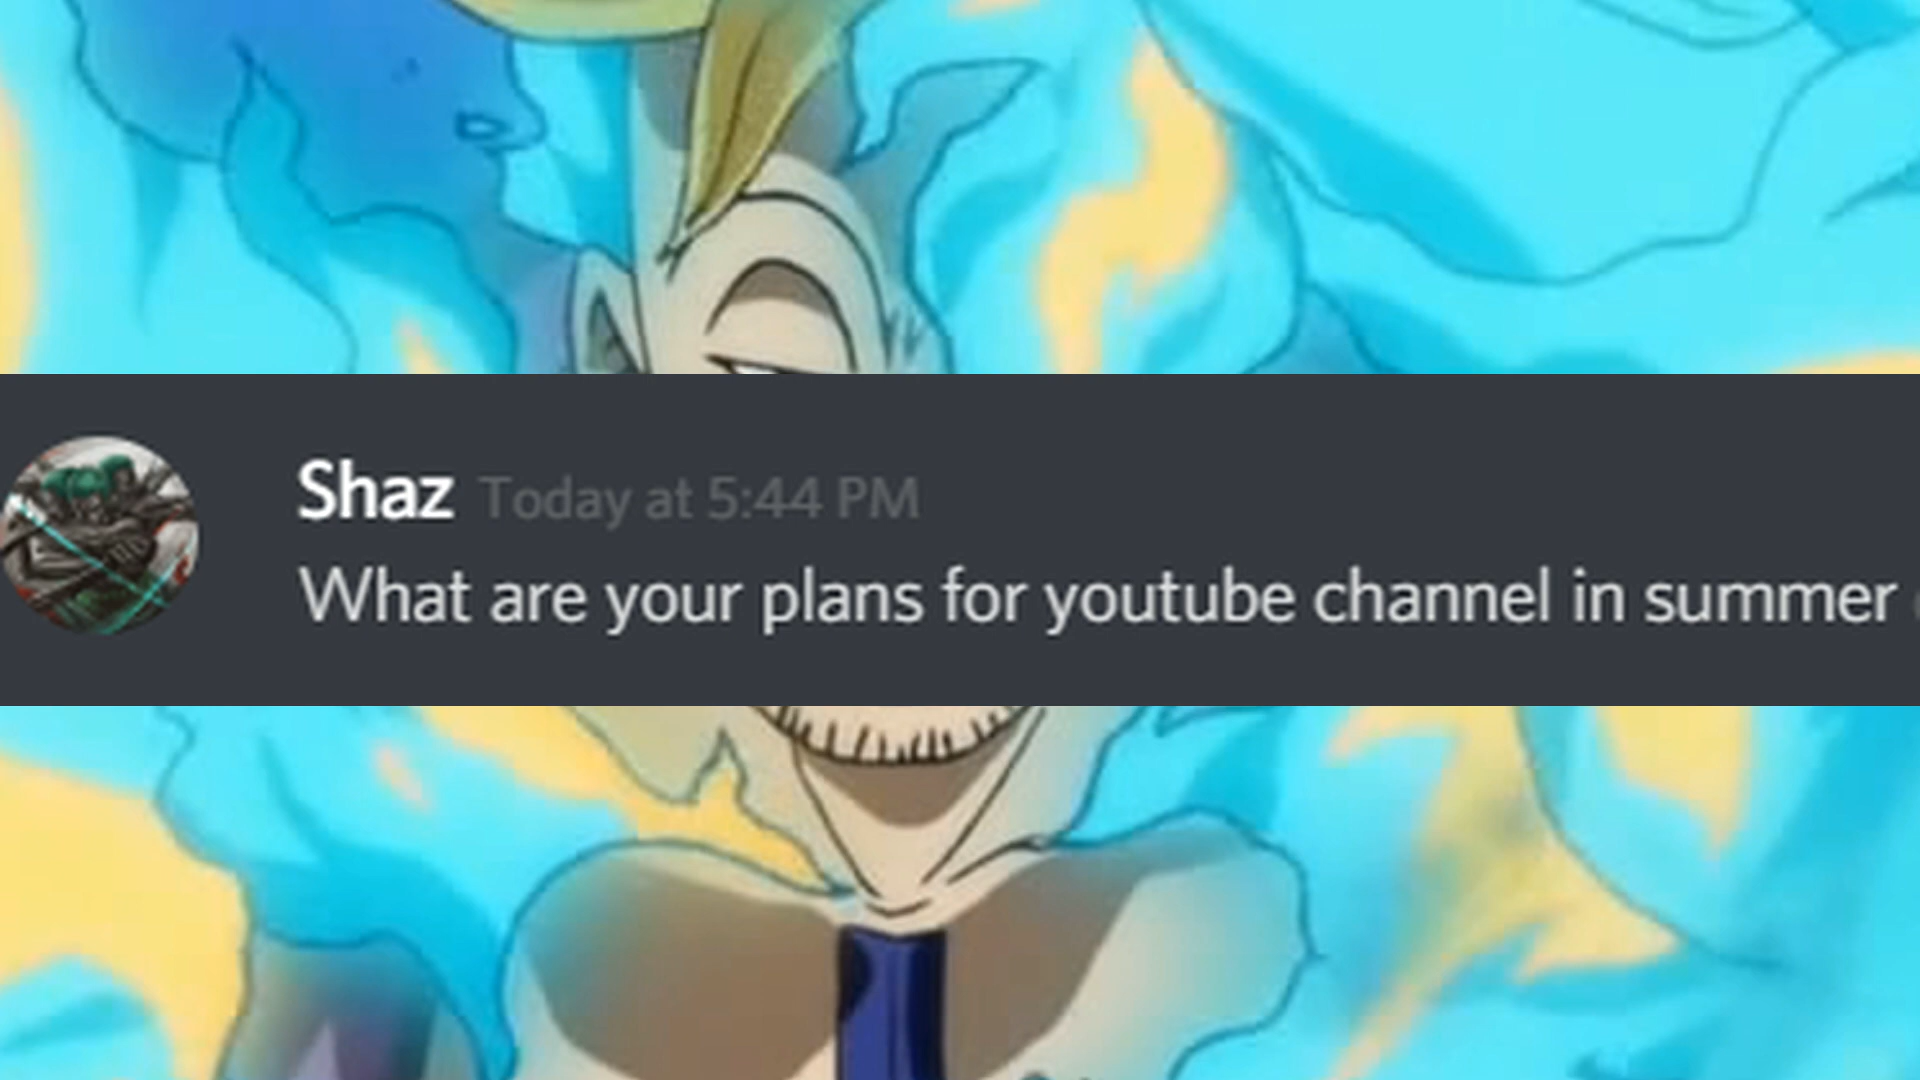 Shaz Today at 5:44 PM
What are your plans for youtube channel in summer